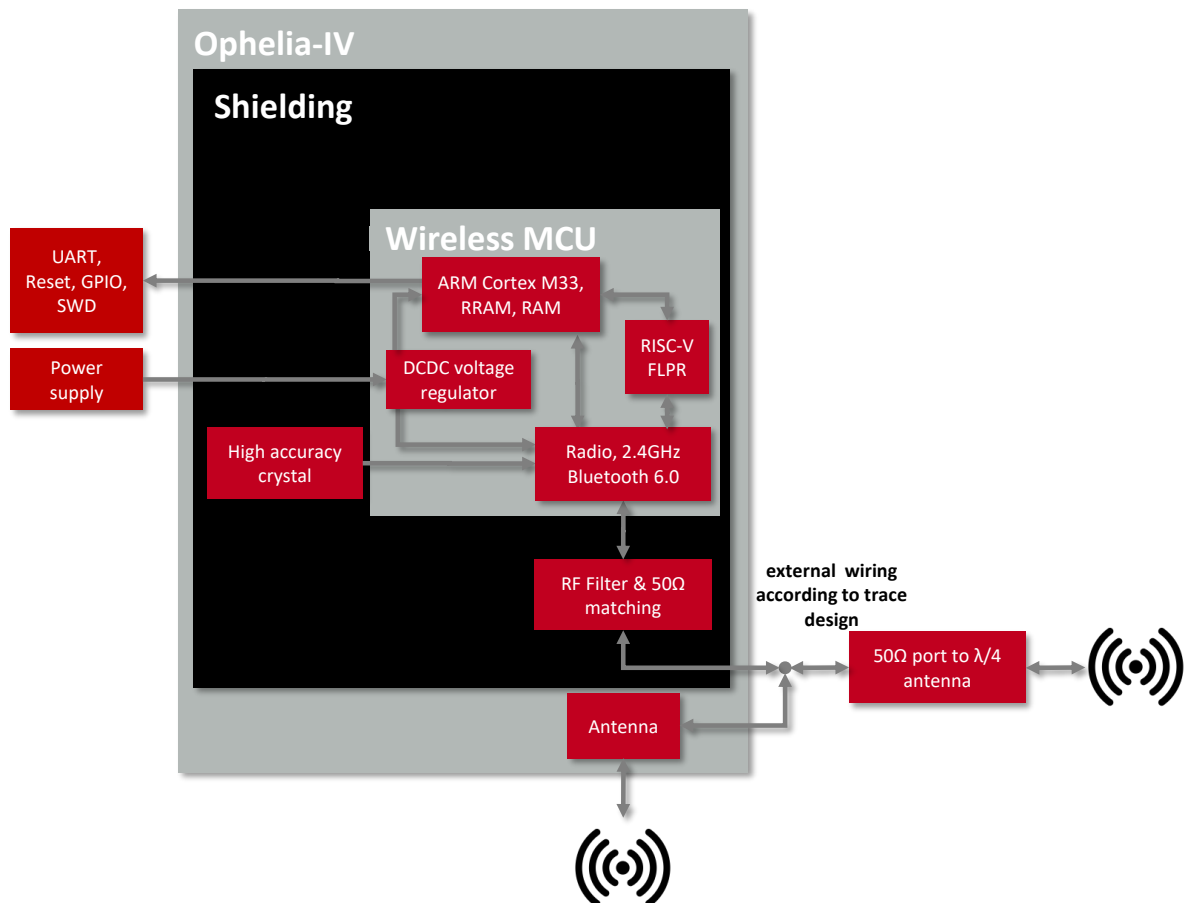 Ophelia-IV
Shielding
Wireless MCU
UART,
Reset, GPIO,
SWD
ARM Cortex M33,
RRAM, RAM
RISC-V
FLPR
Power
supply
DCDC voltage
regulator
High accuracy
crystal
Radio, 2.4GHz
Bluetooth 6.0
RF Filter & 50Ω
matching
external wiring
according to trace
design
50Ω port to λ/4
antenna
Antenna